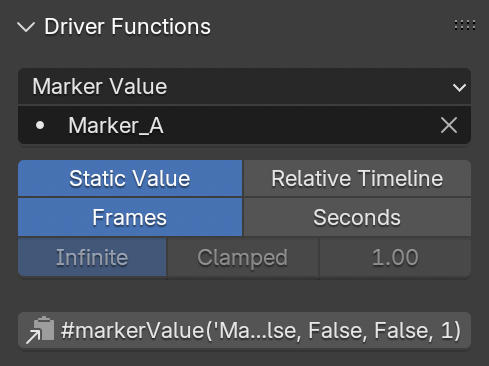 Driver Functions
Marker Value
Marker_A
Static Value Relative Timeline
Frames Seconds
Infinite Clamped 1.00
#markerValue('Ma...lse, False, False, 1)